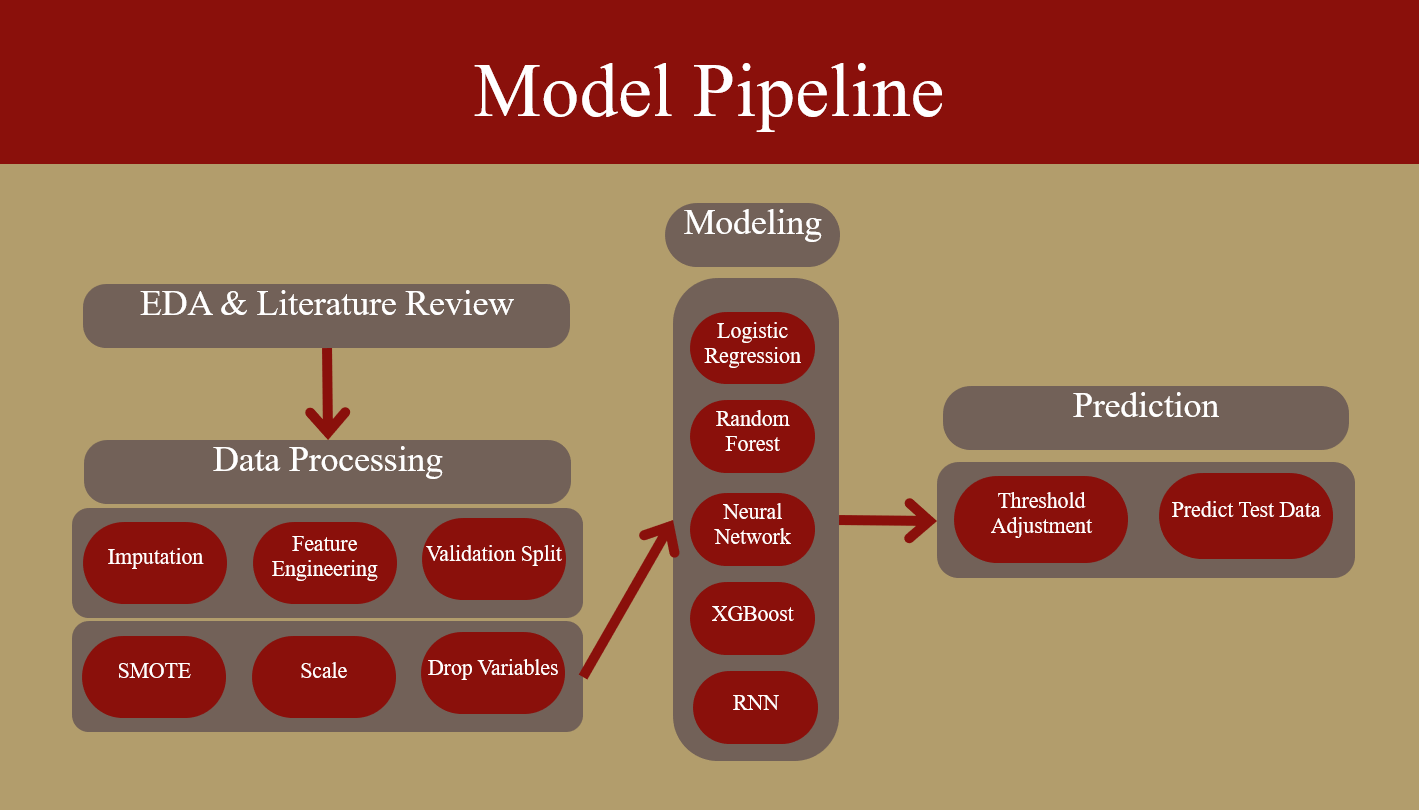 Model Pipeline
EDA & Literature Review
Data Processing
Imputation
Feature
Engineering
Validation Split
SMOTE
Scale
Drop Variables
Modeling
Logistic
Regression
Random
Forest
Neural
Network
XGBoost
RNN
Prediction
Threshold
Adjustment
Predict Test Data